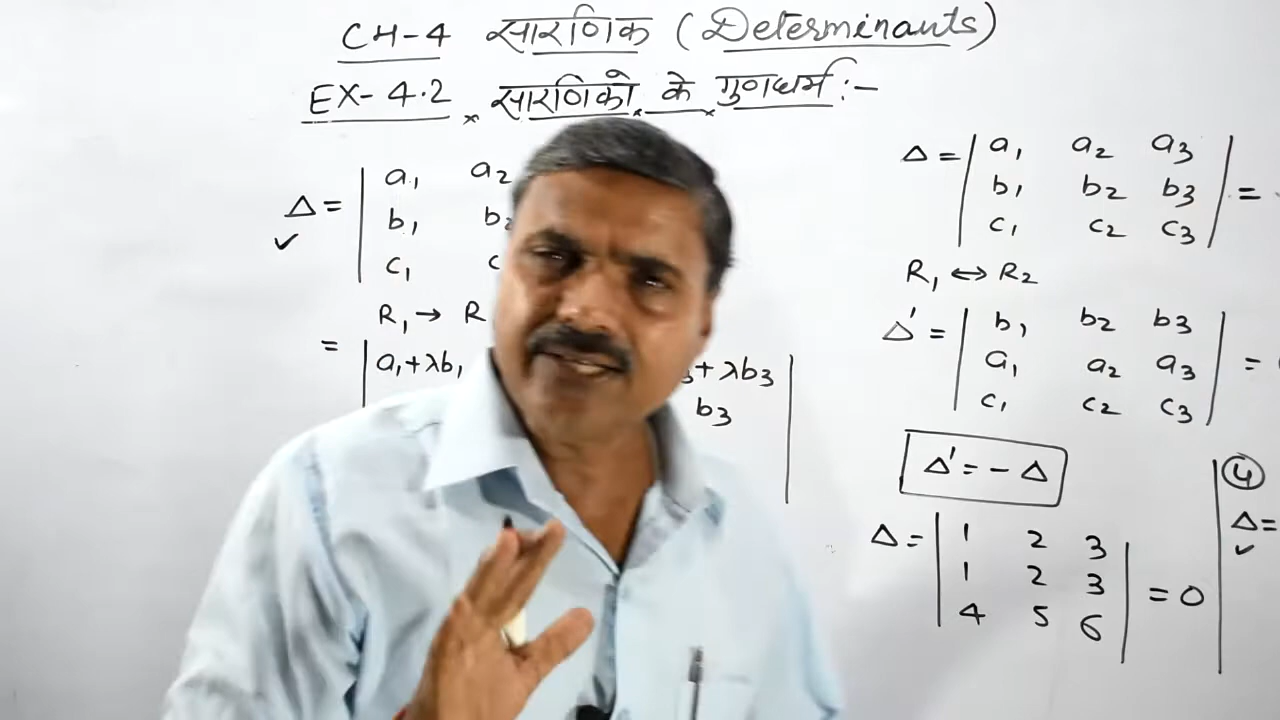 CH-4 सारणिक (Determinants)
EX-4.2 सारणिको के गुणधर्म:-
Δ = | a₁ a₂
✓ b₁ b₂
c₁ c
R₁ → R
= | a₁+λb₁ + λb₃ |
b₃
Δ = | a₁ a₂ a₃ | =
b₁ b₂ b₃
c₁ c₂ c₃
R₁ ↔ R₂
Δ' = | b₁ b₂ b₃ | =
a₁ a₂ a₃
c₁ c₂ c₃
Δ' = - Δ
Δ = | 1 2 3 | = 0
1 2 3
4 5 6
④
Δ=
✓